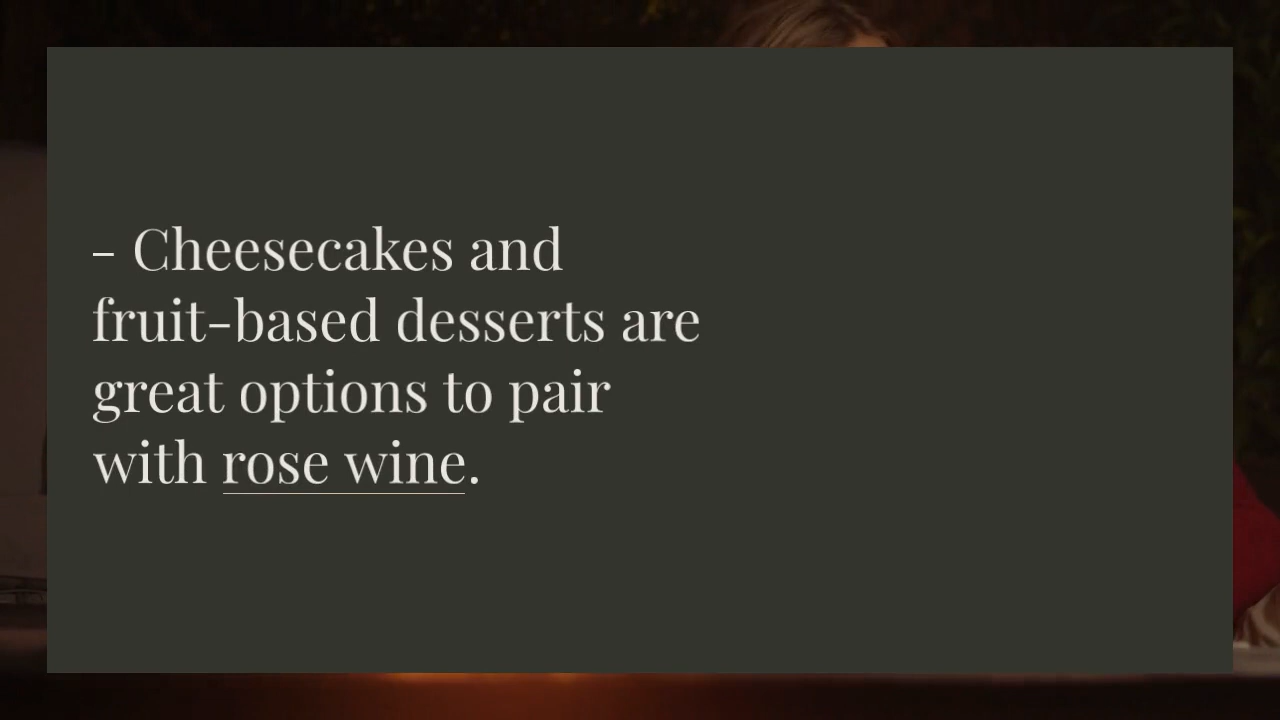 - Cheesecakes and
fruit-based desserts are
great options to pair
with rose wine.